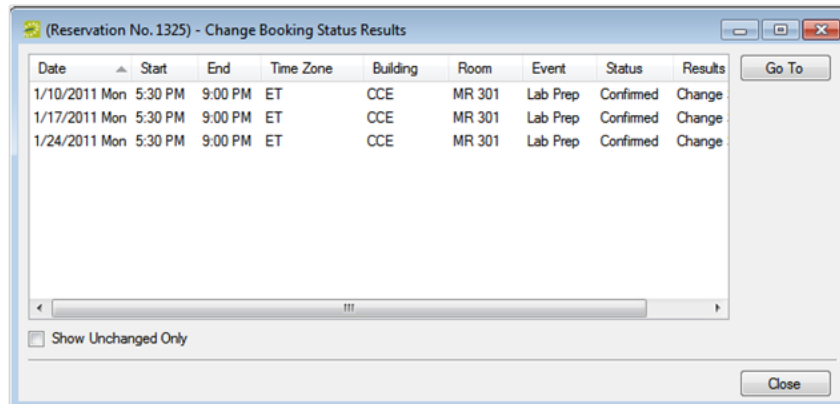 (Reservation No. 1325) - Change Booking Status Results
Date Start End Time Zone Building Room Event Status Results Go To
1/10/2011 Mon 5:30 PM 9:00 PM ET CCE MR 301 Lab Prep Confirmed Change
1/17/2011 Mon 5:30 PM 9:00 PM ET CCE MR 301 Lab Prep Confirmed Change
1/24/2011 Mon 5:30 PM 9:00 PM ET CCE MR 301 Lab Prep Confirmed Change
Show Unchanged Only
Close